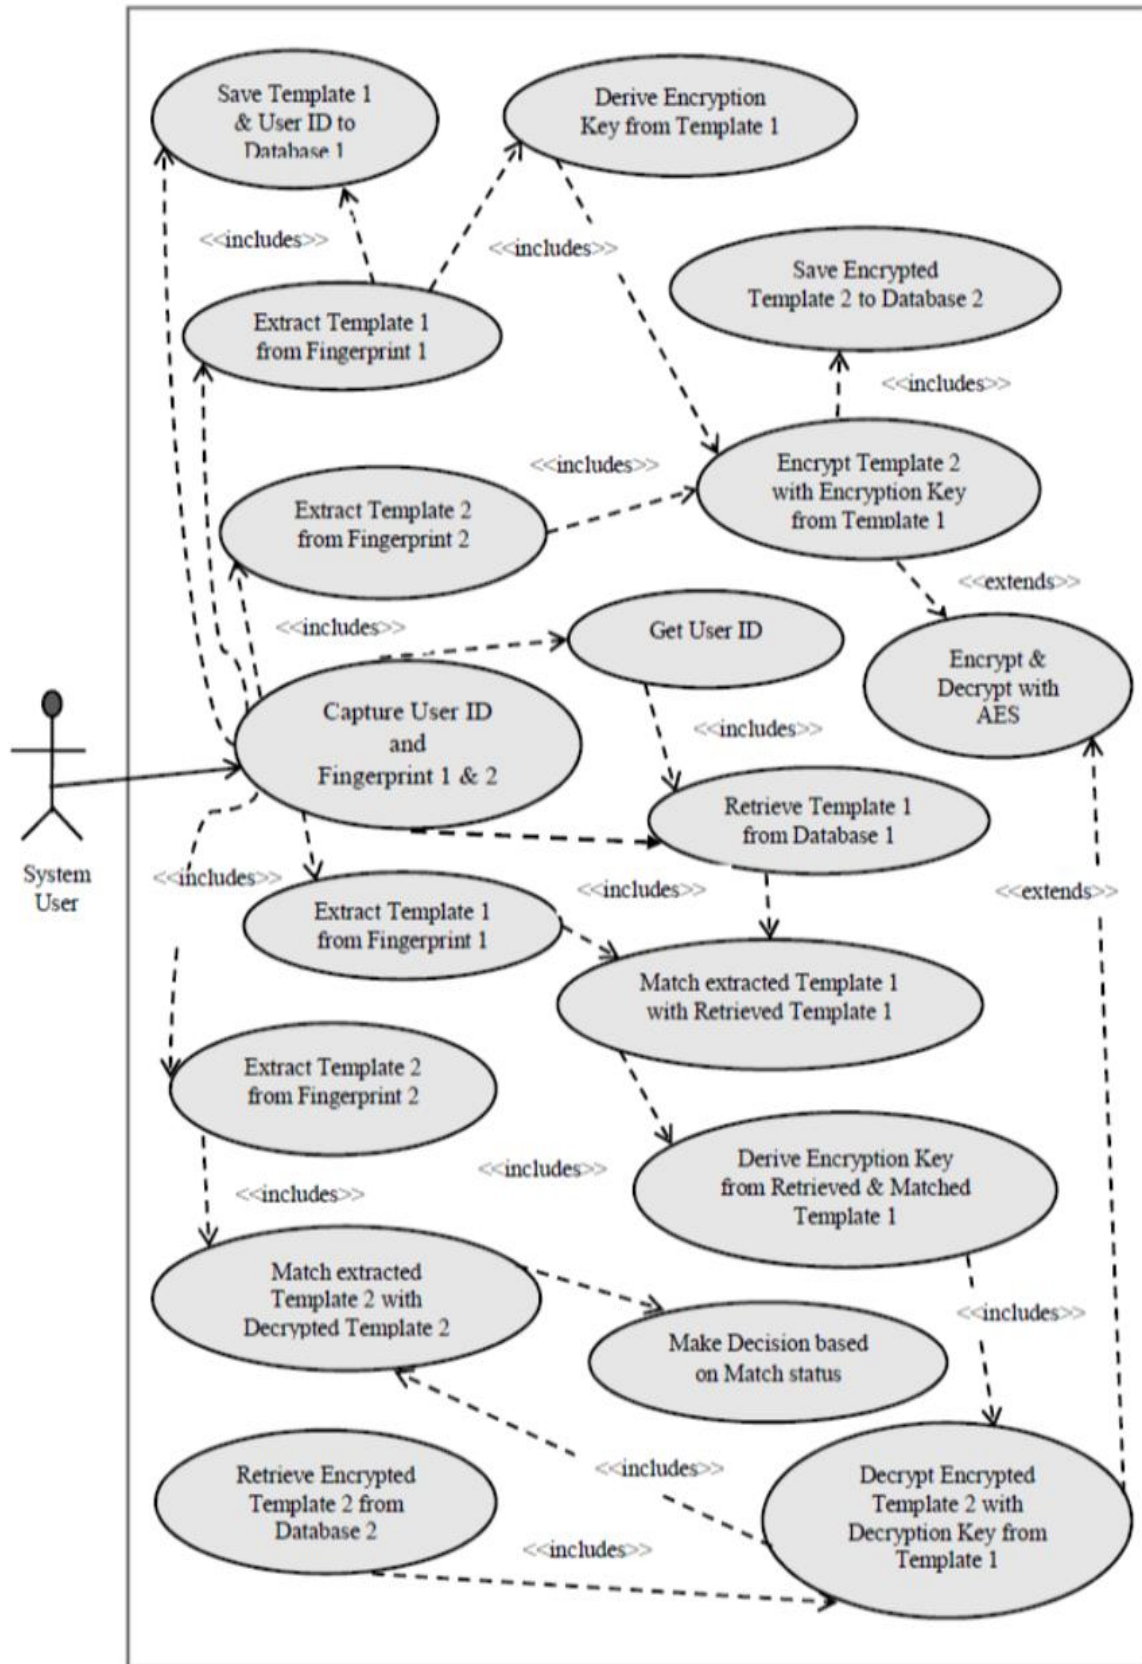 Save Template 1
& User ID to
Database 1
Derive Encryption
Key from Template 1
<<includes>>
<<includes>>
Save Encrypted
Template 2 to Database 2
Extract Template 1
from Fingerprint 1
<<includes>>
<<includes>>
Encrypt Template 2
with Encryption Key
from Template 1
Extract Template 2
from Fingerprint 2
<<extends>>
<<includes>>
Get User ID
Encrypt &
Decrypt with
AES
Capture User ID
and
Fingerprint 1 & 2
<<includes>>
Retrieve Template 1
from Database 1
System
User
<<includes>>
<<includes>>
<<extends>>
Extract Template 1
from Fingerprint 1
Match extracted Template 1
with Retrieved Template 1
Extract Template 2
from Fingerprint 2
<<includes>>
Derive Encryption Key
from Retrieved & Matched
Template 1
<<includes>>
Match extracted
Template 2 with
Decrypted Template 2
<<includes>>
Make Decision based
on Match status
<<includes>>
Retrieve Encrypted
Template 2 from
Database 2
Decrypt Encrypted
Template 2 with
Decryption Key from
Template 1
<<includes>>